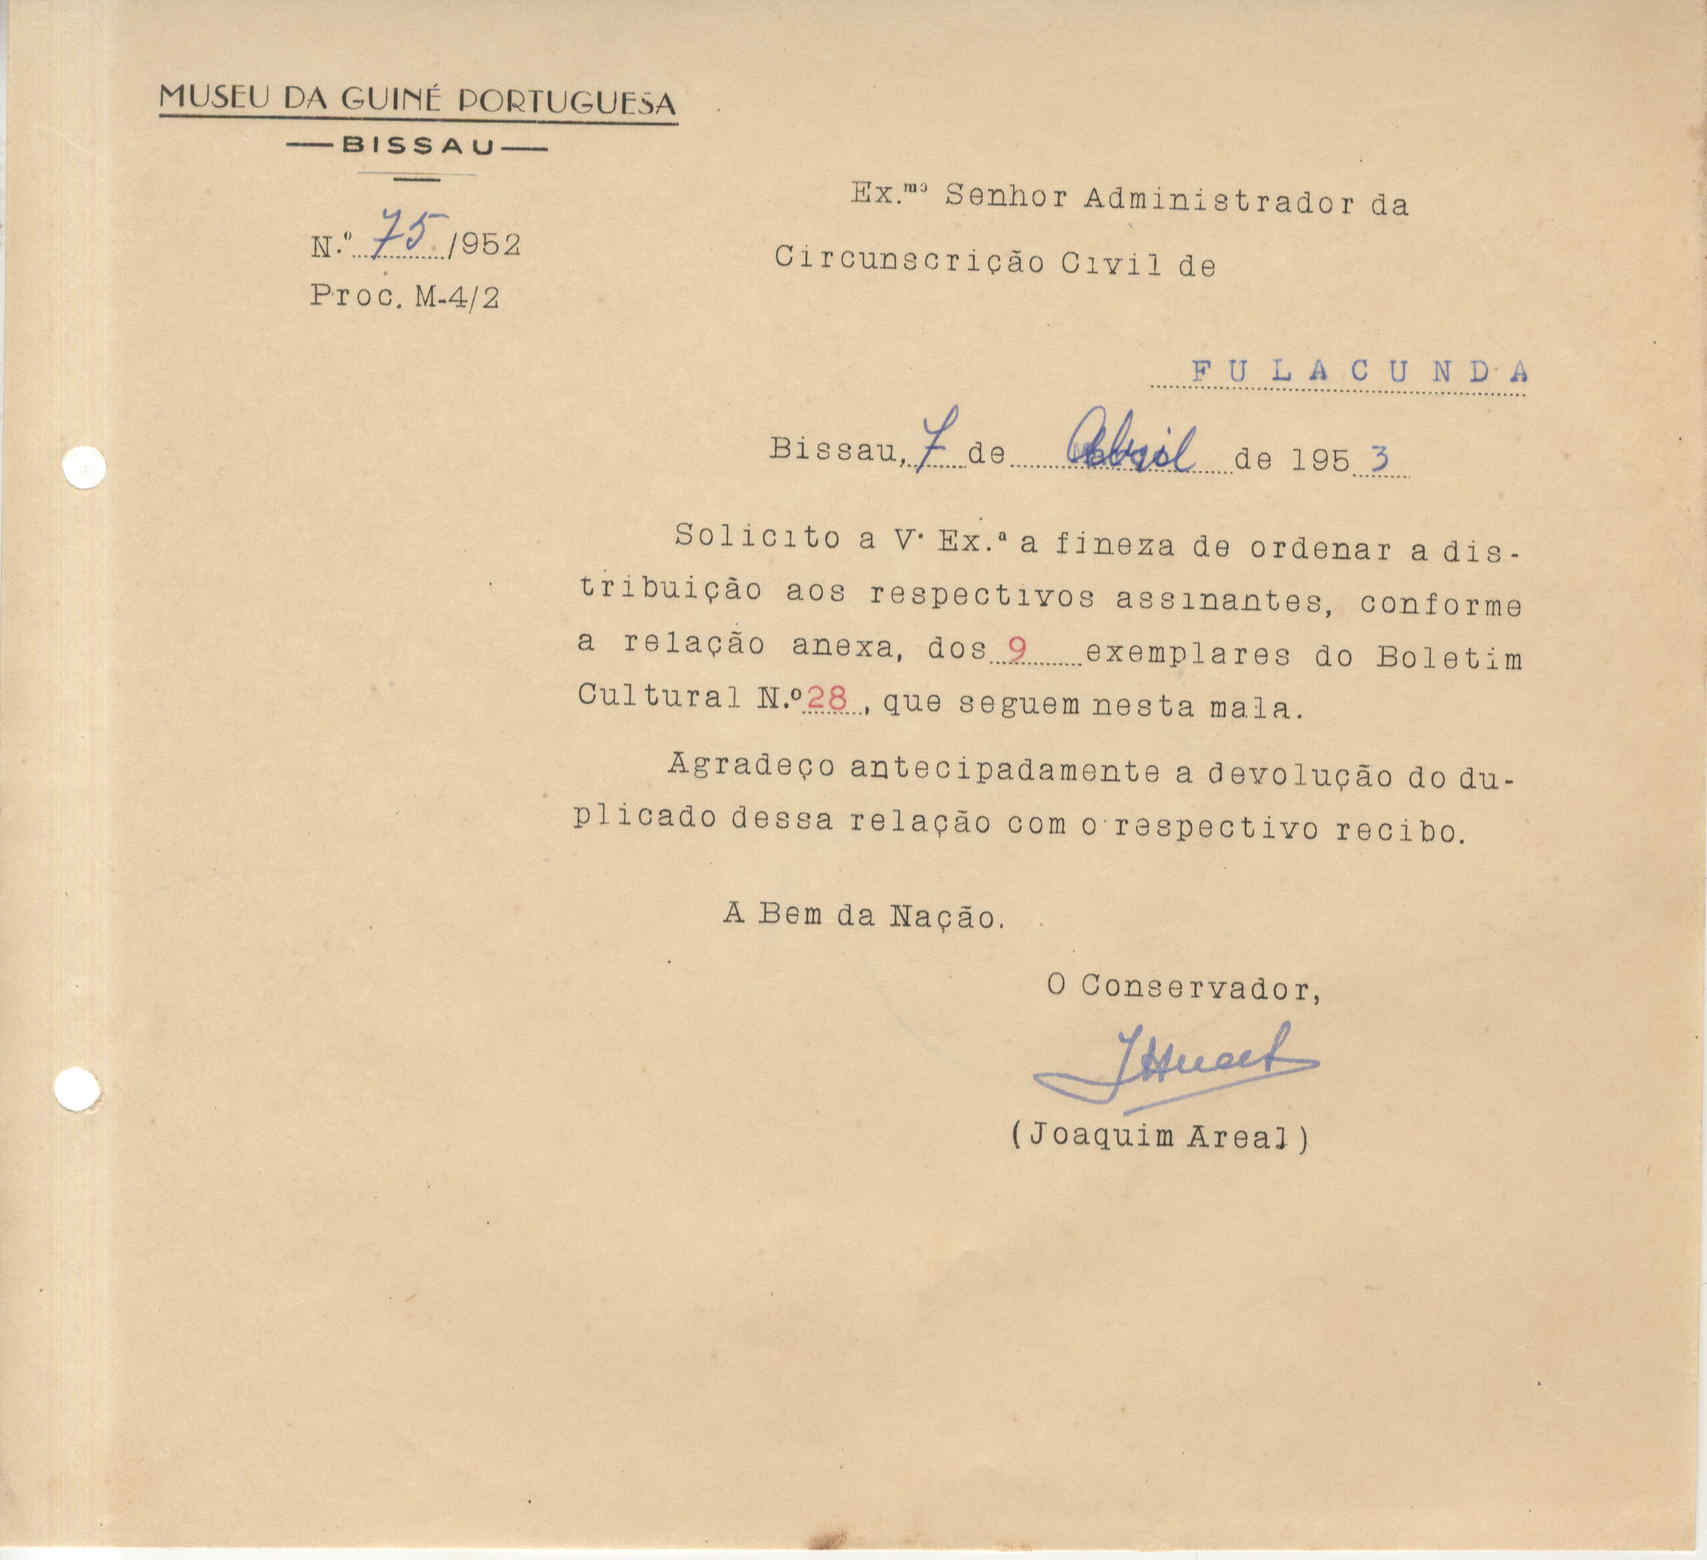 MUSEU DA GUINÉ PORTUGUESA
BISSAU
N.º 75/952
Proc. M-4/2
Ex.mo Senhor Administrador da
Circunscrição Civil de
FULACUNDA
Bissau, 7 de Abril de 1953
Solicito a V. Ex.ª a fineza de ordenar a dis-
tribuição aos respectivos assinantes, conforme
a relação anexa, dos 9 exemplares do Boletim
Cultural N.º 28, que seguem nesta mala.
Agradeço antecipadamente a devolução do du-
plicado dessa relação com o respectivo recibo.
A Bem da Nação.
O Conservador,
(Joaquim Areal)